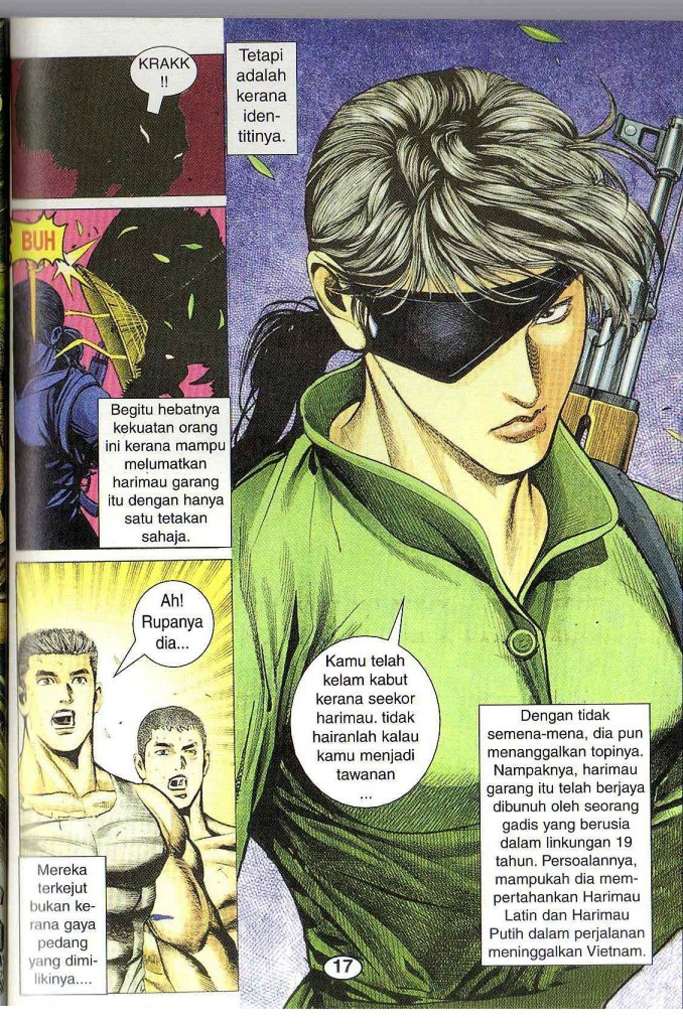 KRAKK
!!
BUH
Begitu hebatnya
kekuatan orang
ini kerana mampu
melumatkan
harimau garang
itu dengan hanya
satu tetakan
sahaja.
Ah!
Rupanya
dia...
Mereka
terkejut
bukan ke-
rana gaya
pedang
yang dimi-
likinya....
Tetapi
adalah
kerana
iden-
titinya.
Kamu telah
kelam kabut
kerana seekor
harimau. tidak
hairanlah kalau
kamu menjadi
tawanan
...
Dengan tidak
semena-mena, dia pun
menanggalkan topinya.
Nampaknya, harimau
garang itu telah berjaya
dibunuh oleh seorang
gadis yang berusia
dalam linkungan 19
tahun. Persoalannya,
mampukah dia mem-
pertahankan Harimau
Latin dan Harimau
Putih dalam perjalanan
meninggalkan Vietnam.
17